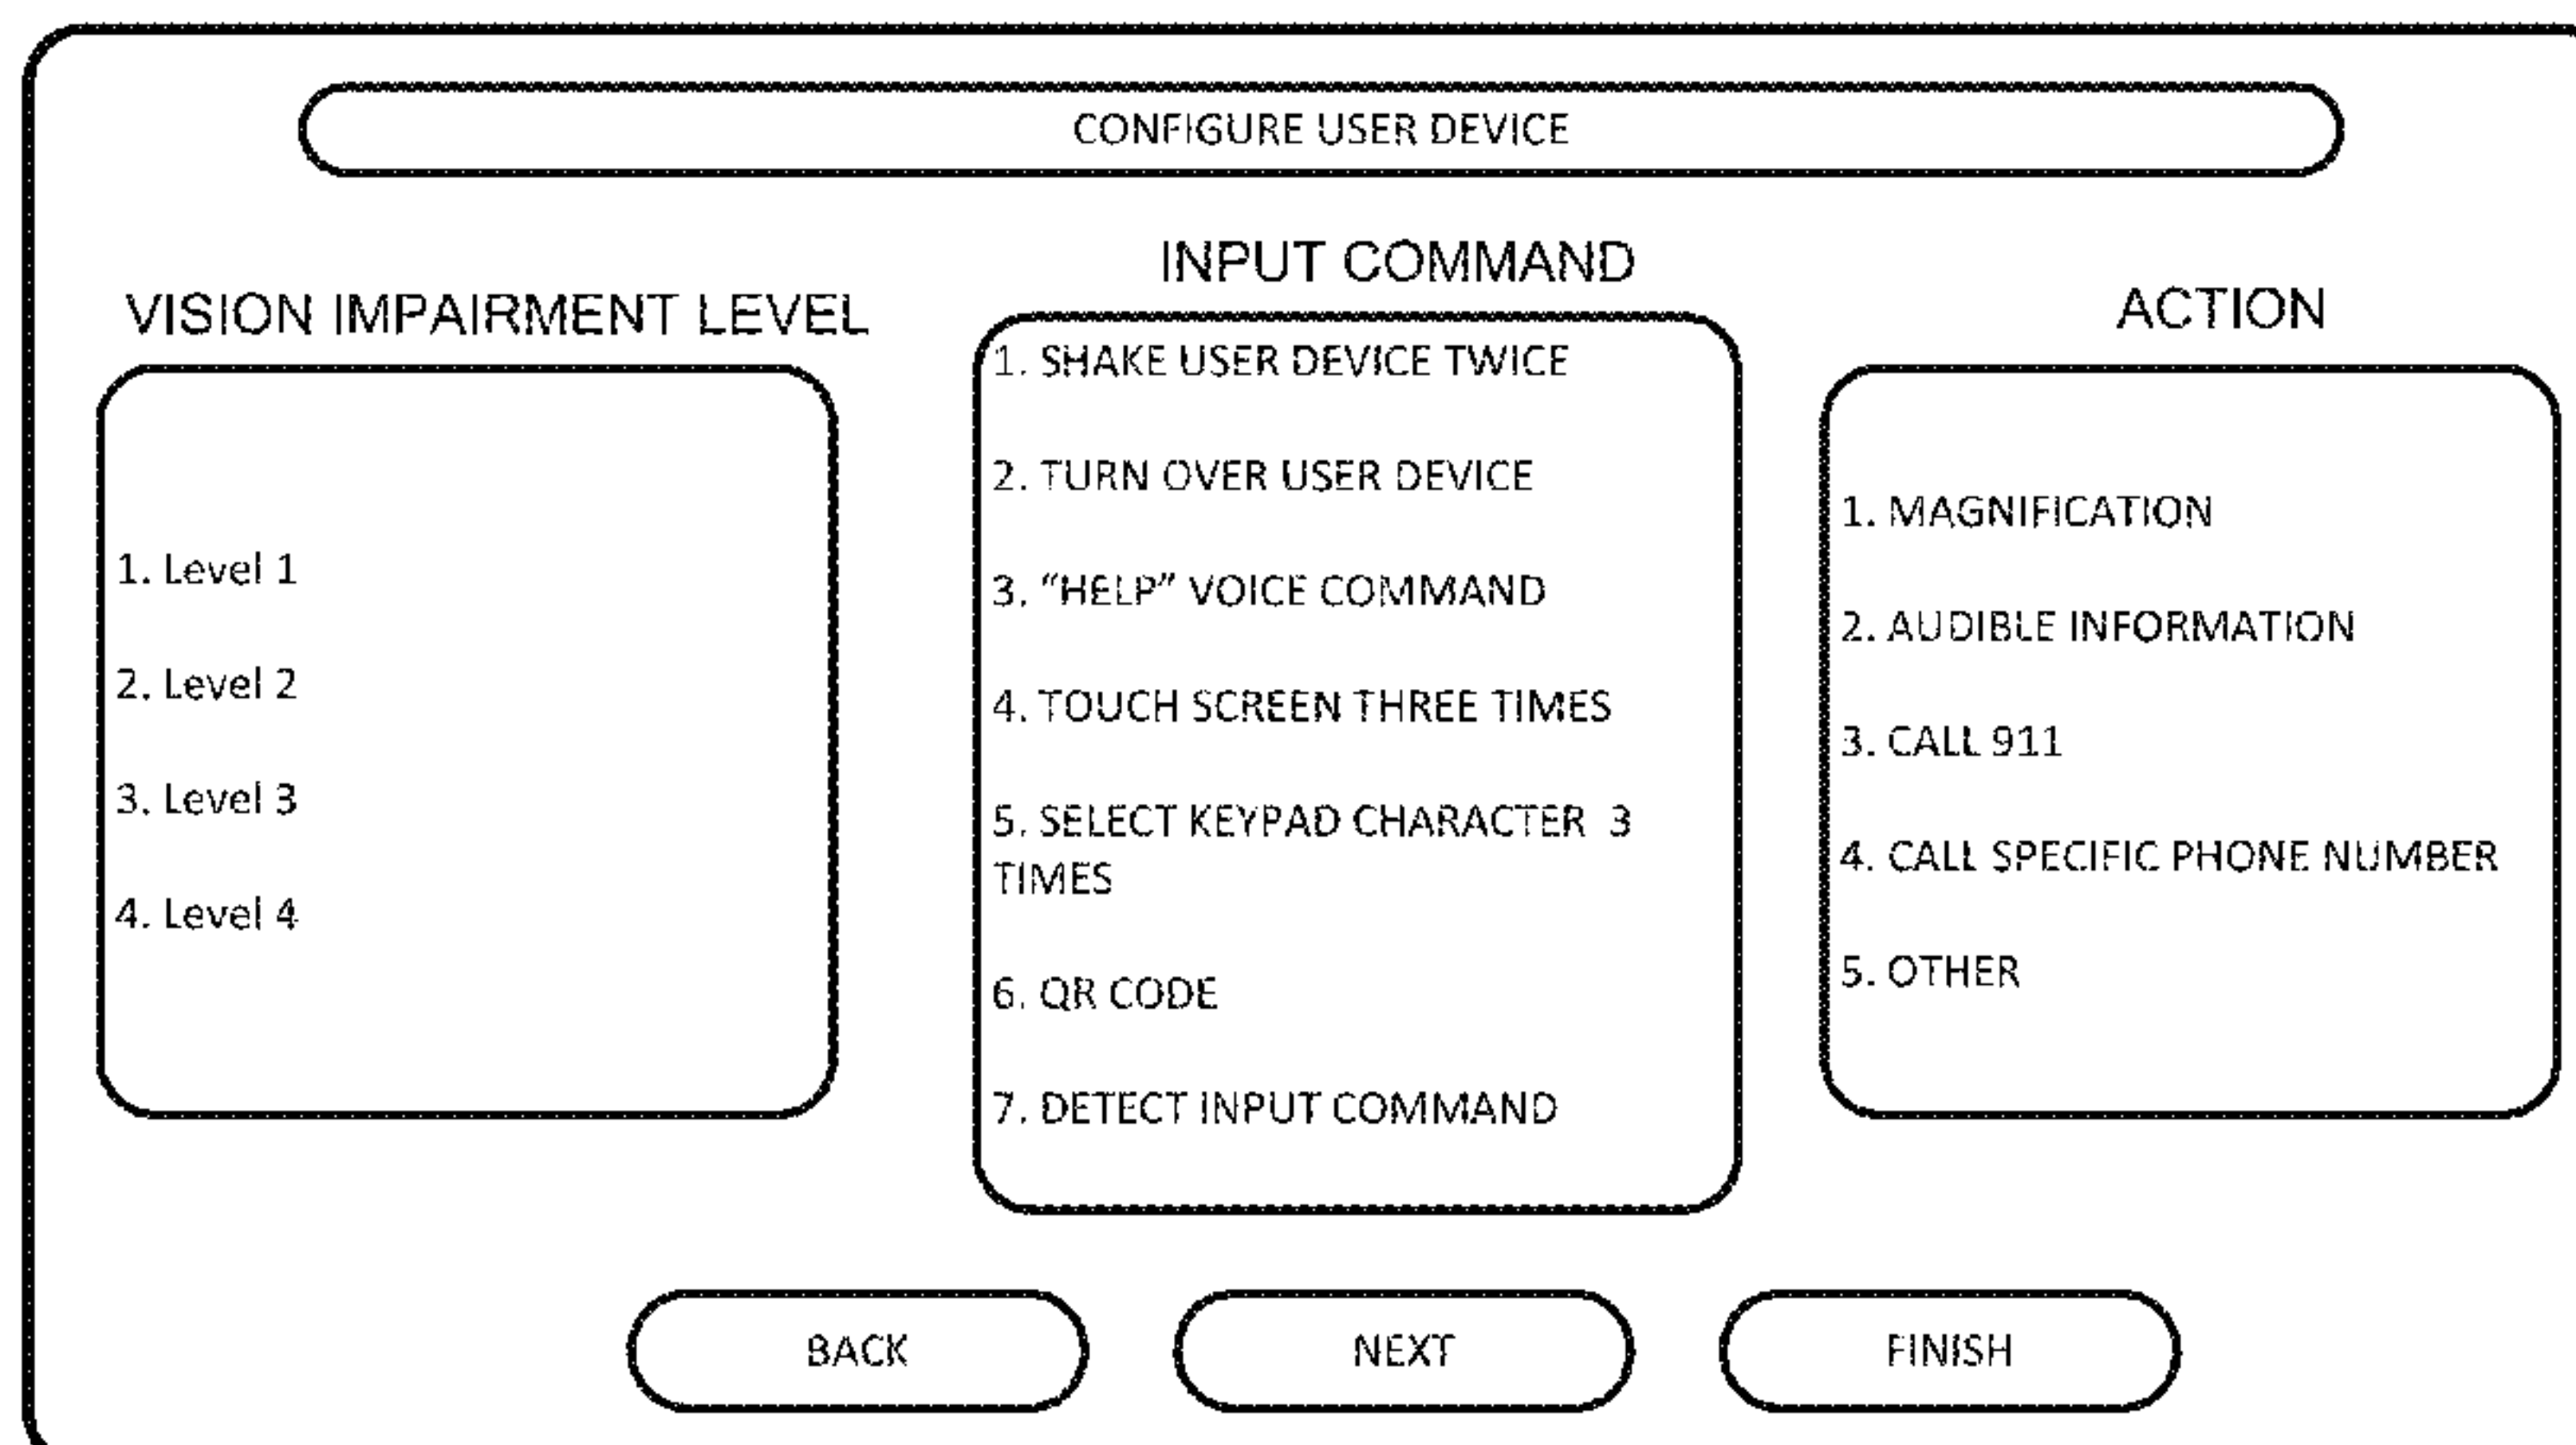 CONFIGURE USER DEVICE
VISION IMPAIRMENT LEVEL
1. Level 1
2. Level 2
3. Level 3
4. Level 4
INPUT COMMAND
1. SHAKE USER DEVICE TWICE
2. TURN OVER USER DEVICE
3. “HELP” VOICE COMMAND
4. TOUCH SCREEN THREE TIMES
5. SELECT KEYPAD CHARACTER 3
TIMES
6. QR CODE
7. DETECT INPUT COMMAND
ACTION
1. MAGNIFICATION
2. AUDIBLE INFORMATION
3. CALL 911
4. CALL SPECIFIC PHONE NUMBER
5. OTHER
BACK
NEXT
FINISH